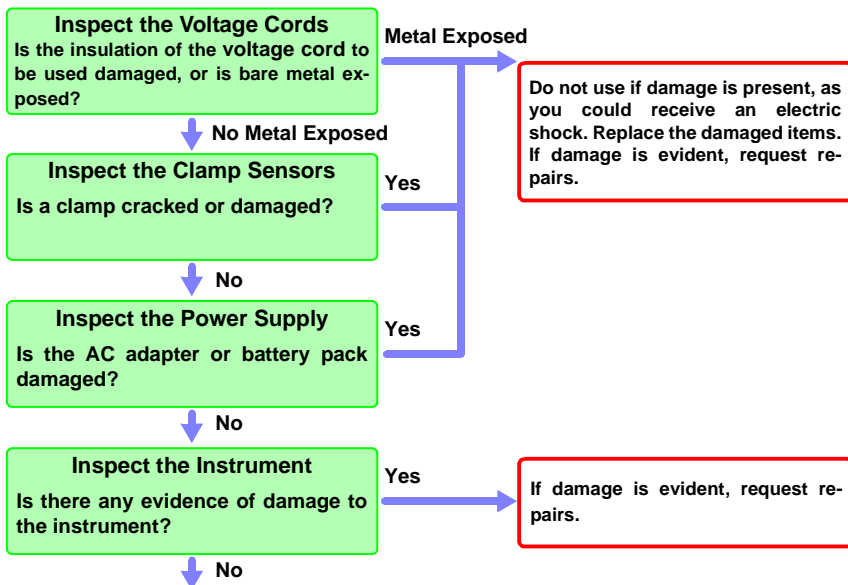 Inspect the Voltage Cords
Is the insulation of the voltage cord to
be used damaged, or is bare metal ex-
posed?
Metal Exposed
Do not use if damage is present, as
you could receive an electric
shock. Replace the damaged items.
If damage is evident, request re-
pairs.
No Metal Exposed
Inspect the Clamp Sensors
Is a clamp cracked or damaged?
Yes
No
Inspect the Power Supply
Is the AC adapter or battery pack
damaged?
Yes
No
Inspect the Instrument
Is there any evidence of damage to
the instrument?
Yes
If damage is evident, request re-
pairs.
No